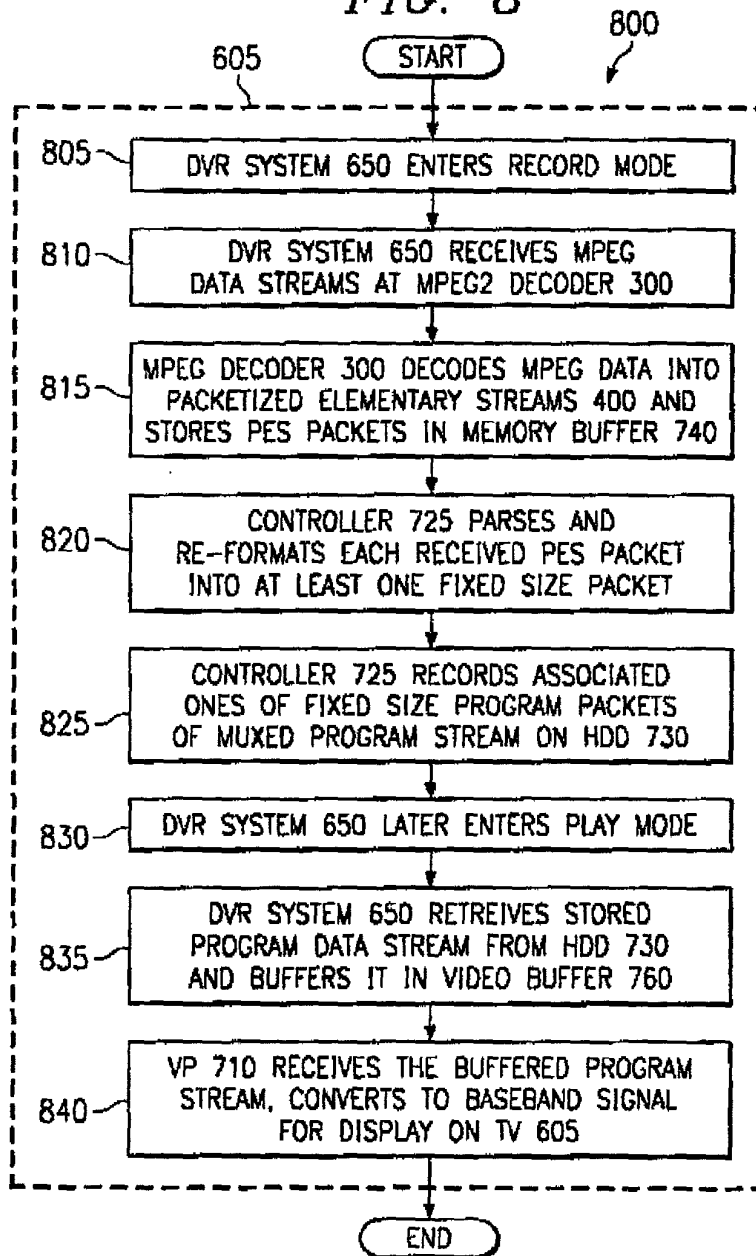 FIG. 8
800
605
START
805
DVR SYSTEM 650 ENTERS RECORD MODE
810
DVR SYSTEM 650 RECEIVES MPEG
DATA STREAMS AT MPEG2 DECODER 300
815
MPEG DECODER 300 DECODES MPEG DATA INTO
PACKETIZED ELEMENTARY STREAMS 400 AND
STORES PES PACKETS IN MEMORY BUFFER 740
820
CONTROLLER 725 PARSES AND
RE-FORMATS EACH RECEIVED PES PACKET
INTO AT LEAST ONE FIXED SIZE PACKET
825
CONTROLLER 725 RECORDS ASSOCIATED
ONES OF FIXED SIZE PROGRAM PACKETS
OF MUXED PROGRAM STREAM ON HDD 730
830
DVR SYSTEM 650 LATER ENTERS PLAY MODE
835
DVR SYSTEM 650 RETREIVES STORED
PROGRAM DATA STREAM FROM HDD 730
AND BUFFERS IT IN VIDEO BUFFER 760
840
VP 710 RECEIVES THE BUFFERED PROGRAM
STREAM, CONVERTS TO BASEBAND SIGNAL
FOR DISPLAY ON TV 605
END